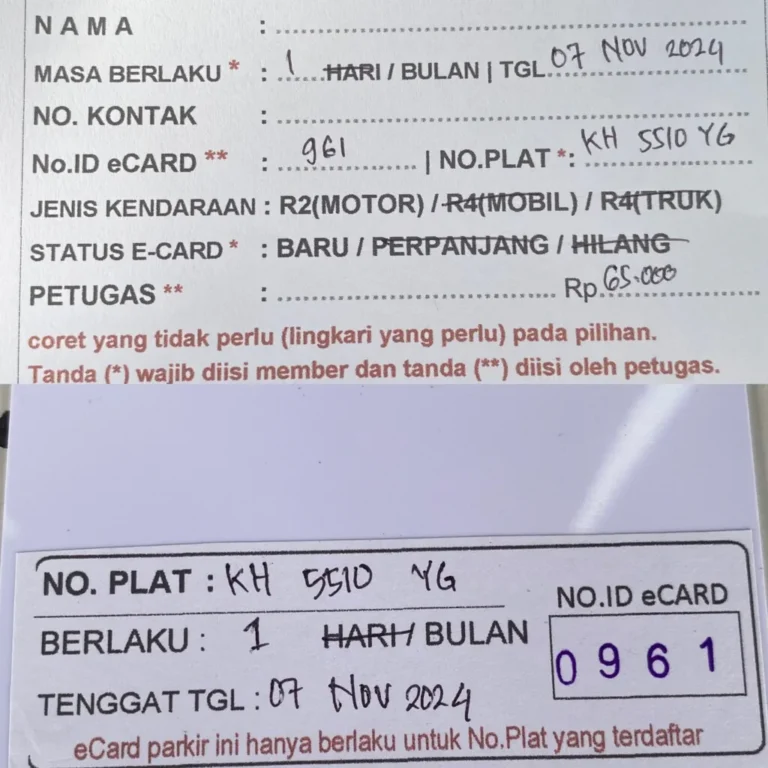 NAMA :
MASA BERLAKU * : 1 HARI / BULAN | TGL. 07 NOV 2024
NO. KONTAK :
No.ID eCARD ** : 961 | NO.PLAT *: KH 5510 YG
JENIS KENDARAAN : R2(MOTOR) / R4(MOBIL) / R4(TRUK)
STATUS E-CARD * : BARU / PERPANJANG / HILANG
PETUGAS ** : Rp 65.000
coret yang tidak perlu (lingkari yang perlu) pada pilihan.
Tanda (*) wajib diisi member dan tanda (**) diisi oleh petugas.
NO. PLAT : KH 5510 YG
NO.ID eCARD
BERLAKU : 1 HARI / BULAN
0961
TENGGAT TGL : 07 Nov 2024
eCard parkir ini hanya berlaku untuk No.Plat yang terdaftar